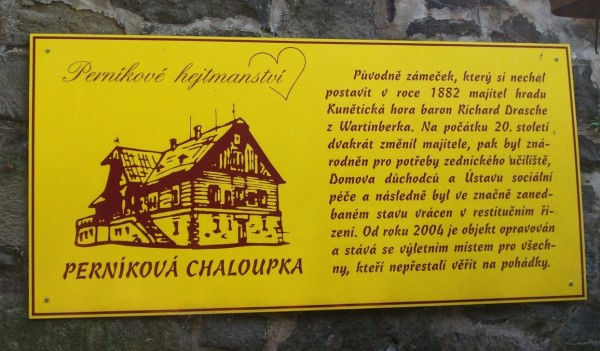 Perníkové hejtmanství
PERNÍKOVÁ CHALOUPKA
Původně zámeček, který si nechal
postavit v roce 1882 majitel hradu
Kunětická hora baron Richard Drasche
z Wartinberka. Na počátku 20. století
dvakrát změnil majitele, pak byl zná-
rodněn pro potřeby zednického učiliště,
Domova důchodců a Ústavu sociální
péče a následně byl ve značně zaned-
baném stavu vrácen v restitučním ří-
zení. Od roku 2004 je objekt opravován
a stává se výletním místem pro všech-
ny, kteří nepřestali věřit na pohádky.